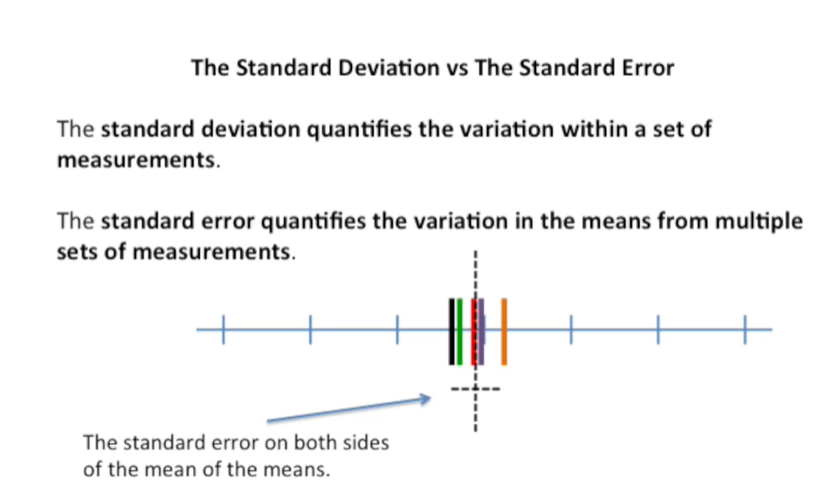 The Standard Deviation vs The Standard Error
The standard deviation quantifies the variation within a set of
measurements.
The standard error quantifies the variation in the means from multiple
sets of measurements.
The standard error on both sides
of the mean of the means.